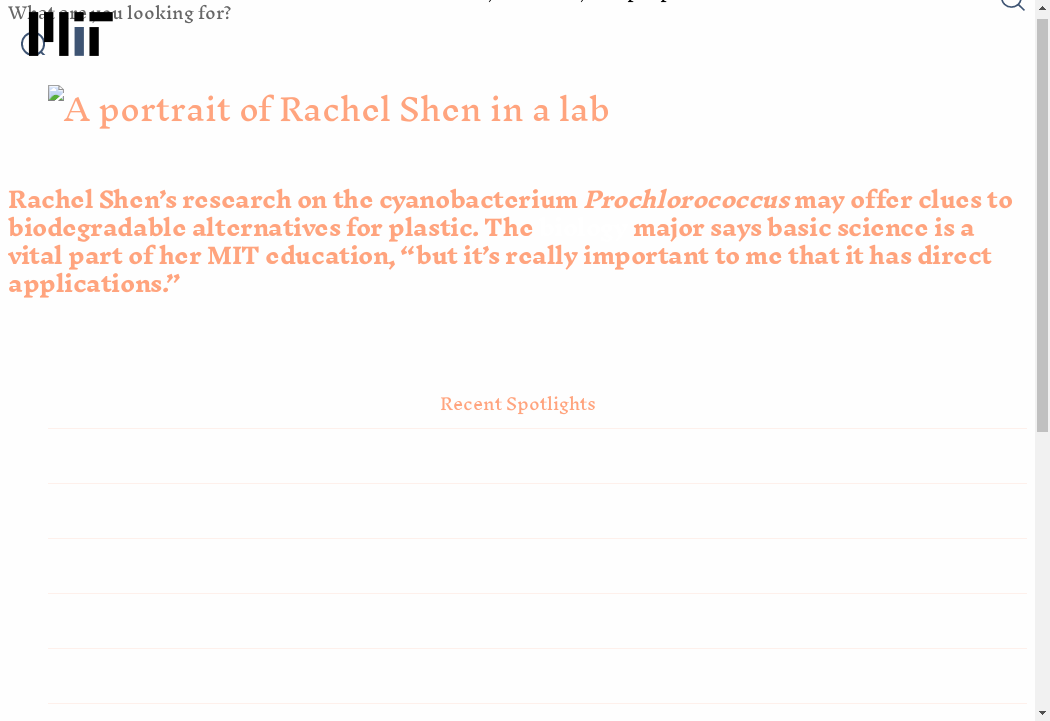 What are you looking for?
MIT
A portrait of Rachel Shen in a lab
Rachel Shen’s research on the cyanobacterium Prochlorococcus may offer clues to
biodegradable alternatives for plastic. The major says basic science is a
vital part of her MIT education, “but it’s really important to me that it has direct
applications.”
Recent Spotlights